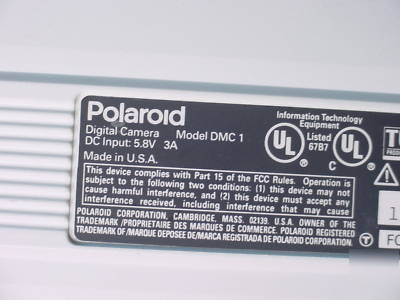 Polaroid
Digital Camera Model DMC 1
DC Input: 5.8V 3A
Made in U.S.A.
Information Technology
Equipment
UL
Listed
67B7
UL
C
This device complies with Part 15 of the FCC Rules. Operation is
subject to the following two conditions: (1) this device may not
cause harmful interference, and (2) this device must accept any
interference received, including interference that may cause
POLAROID CORPORATION, CAMBRIDGE, MASS. 02139, U.S.A. ® REGISTERED
TRADEMARK/PROPRIETAIRE DES MARQUES DE COMMERCE. PROPRIETARIO
TRADEMARK OF/MARQUE DEPOSEE DE/MARCA REGISTRADA DE POLAROID CORPORATION.